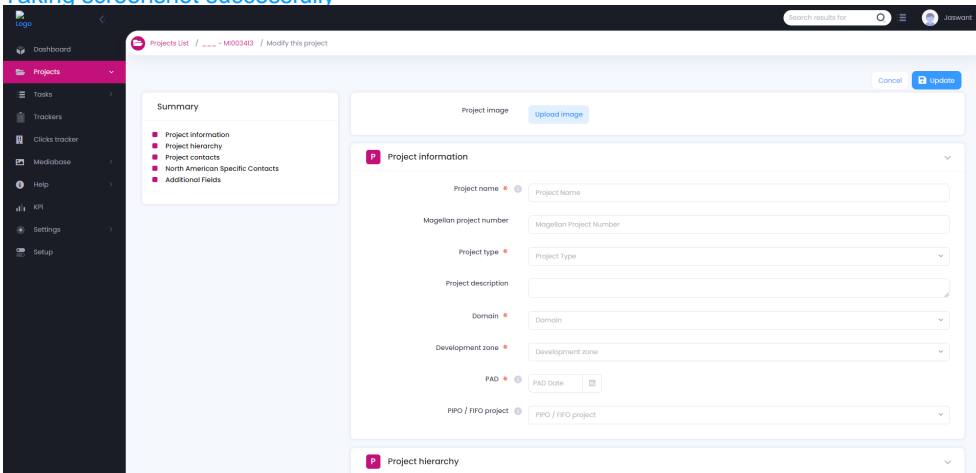 Taking screenshot successfully
Logo
Search results for
Jaswant
Dashboard
Projects List / ___ - MI003413 / Modify this project
Projects
Cancel
Update
Tasks
Summary
Project image
Upload image
Trackers
Project information
Clicks tracker
Project hierarchy
Project contacts
P Project information
Mediabase
North American Specific Contacts
Additional Fields
Help
Project name *
Project Name
KPI
Magellan project number
Magellan Project Number
Settings
Project type *
Project Type
Setup
Project description
Domain *
Domain
Development zone *
Development zone
PAD *
PAD Date
PIPO / FIFO project
PIPO / FIFO project
P Project hierarchy